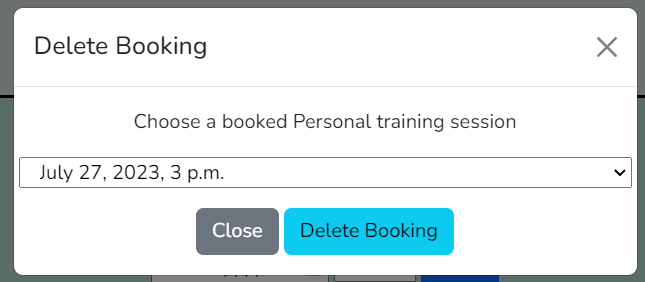 Delete Booking
Choose a booked Personal training session
July 27, 2023, 3 p.m.
Close Delete Booking